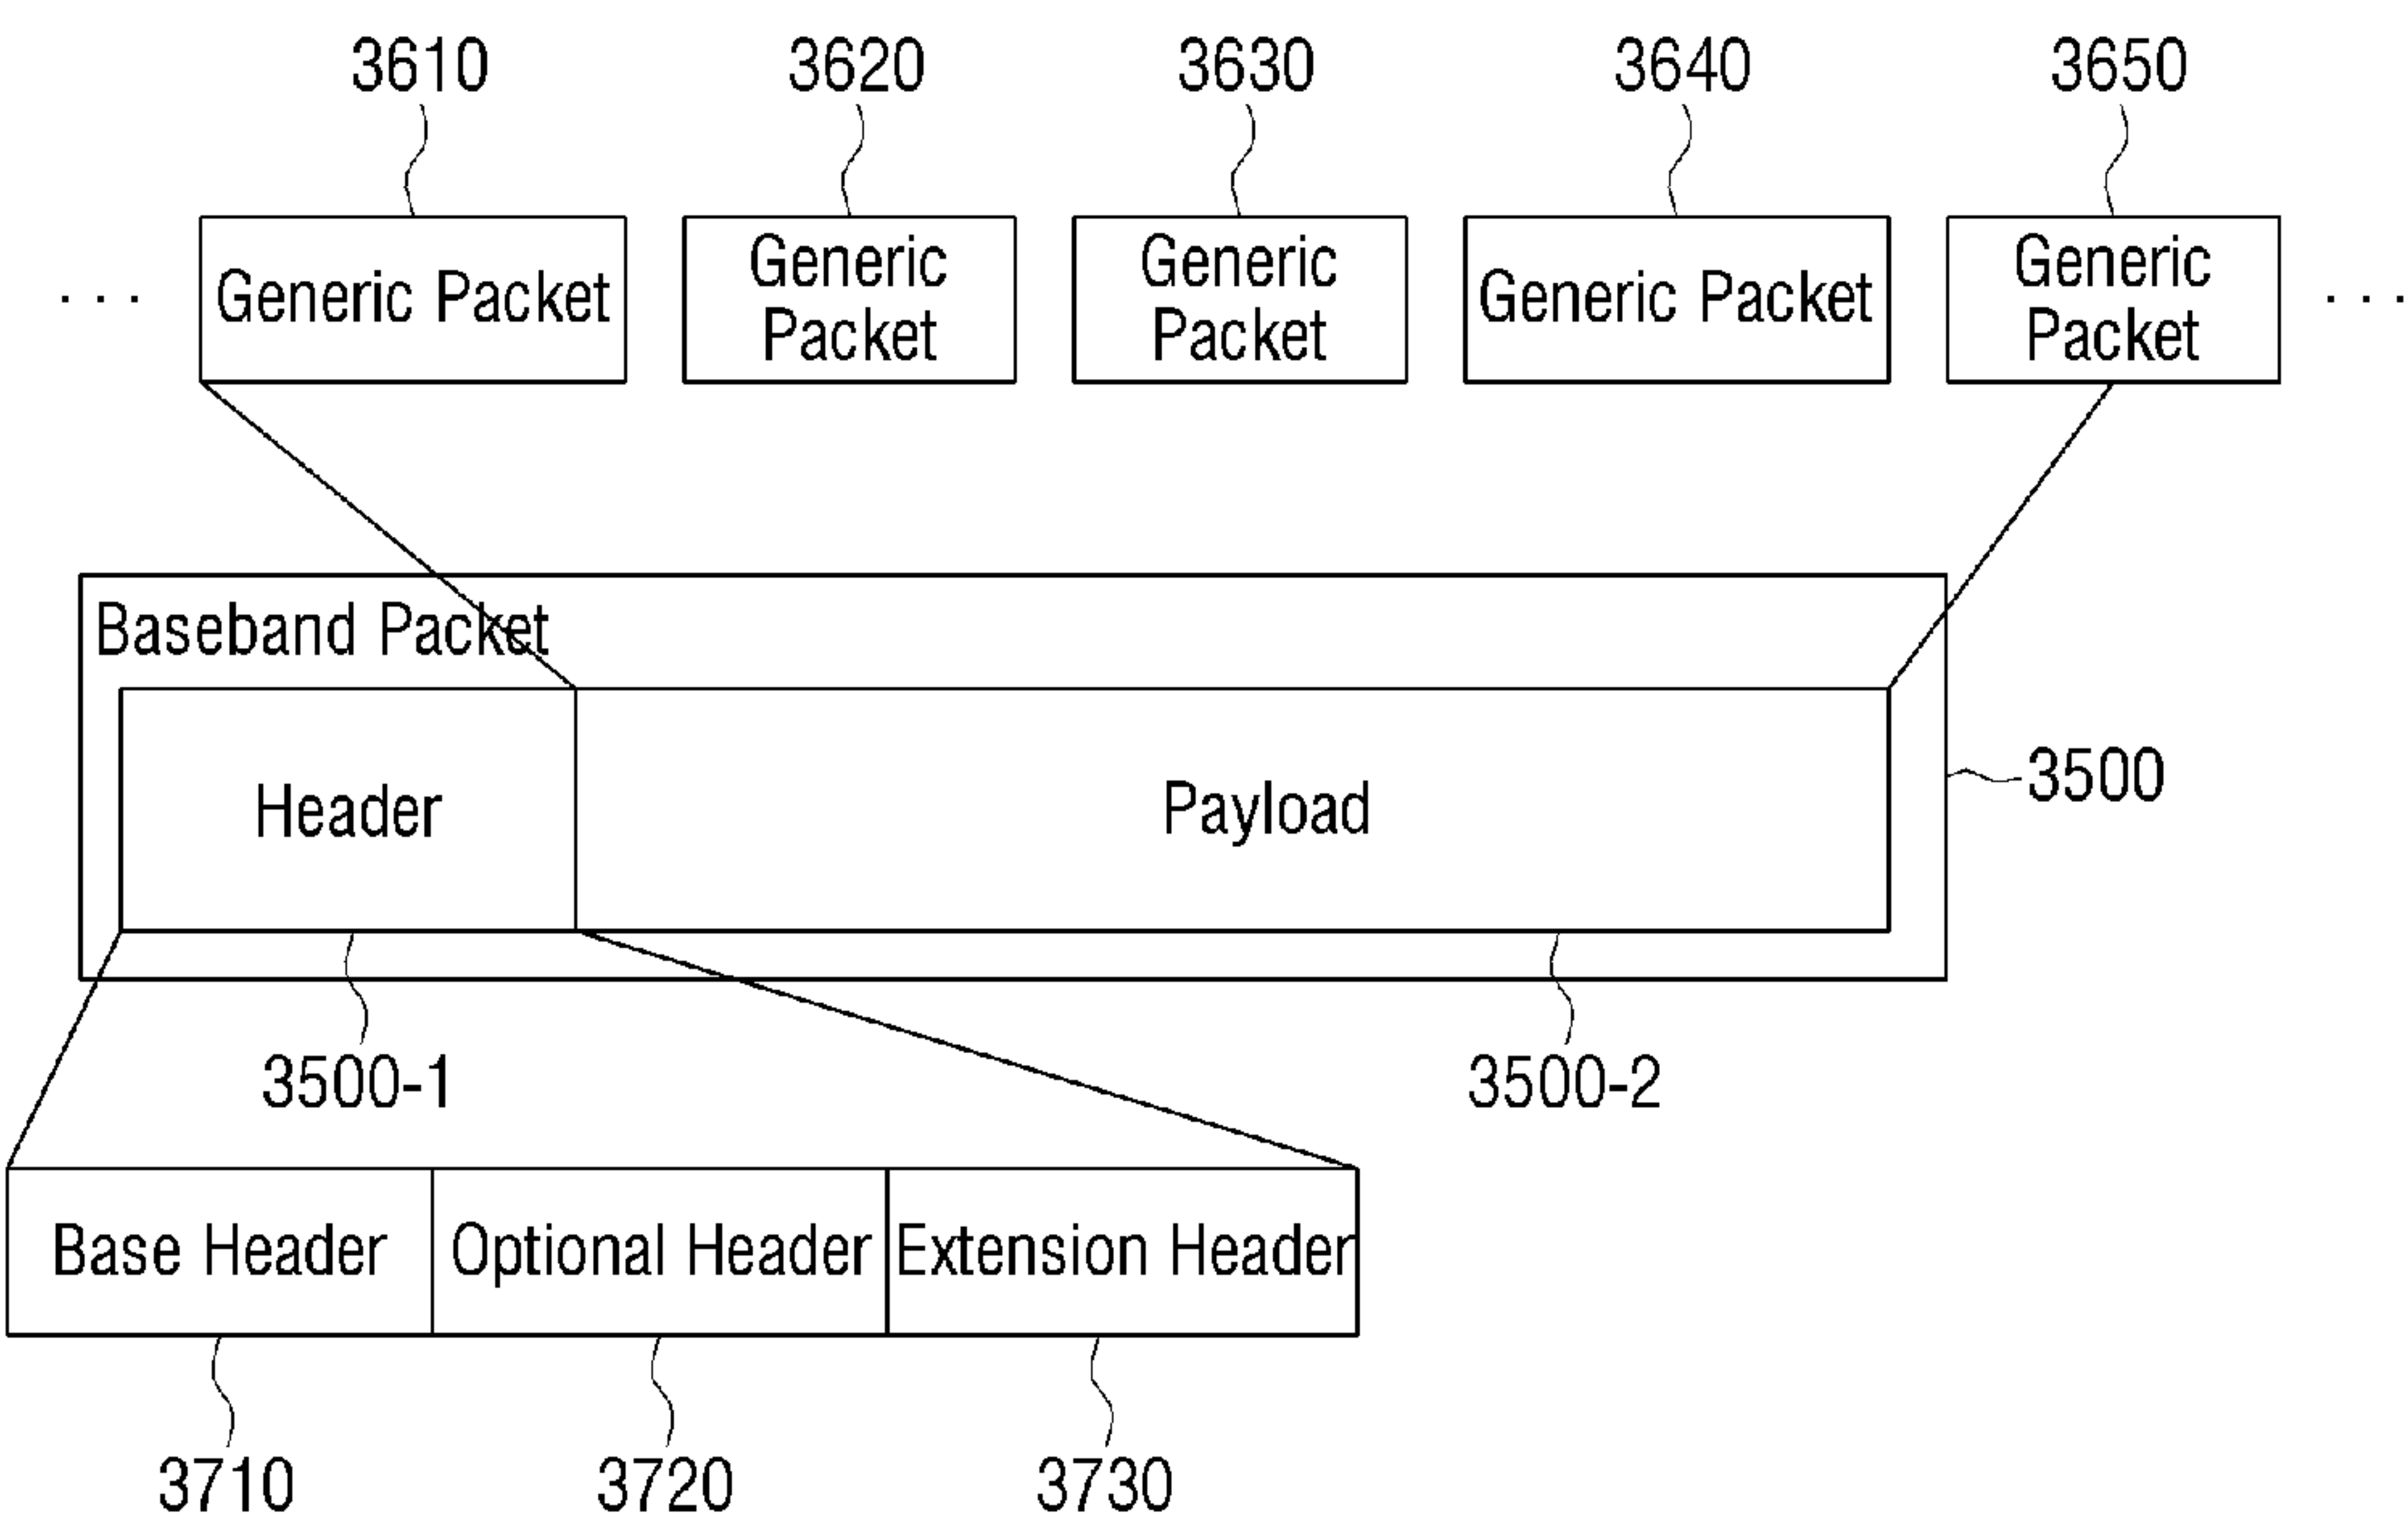 3610 3620 3630 3640 3650
. . . Generic Packet Generic Packet Generic Packet Generic Packet Generic Packet . . .
Baseband Packet
Header Payload 3500
3500-1 3500-2
Base Header Optional Header Extension Header
3710 3720 3730